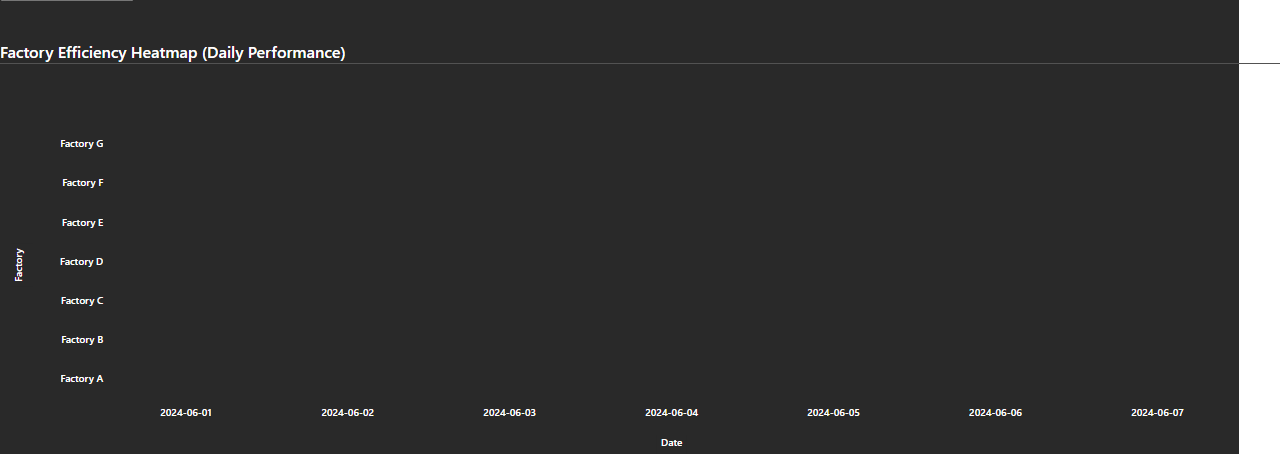 Factory Efficiency Heatmap (Daily Performance)
Factory G
Factory F
Factory E
Factory
Factory D
Factory C
Factory B
Factory A
2024-06-01 2024-06-02 2024-06-03 2024-06-04 2024-06-05 2024-06-06 2024-06-07
Date